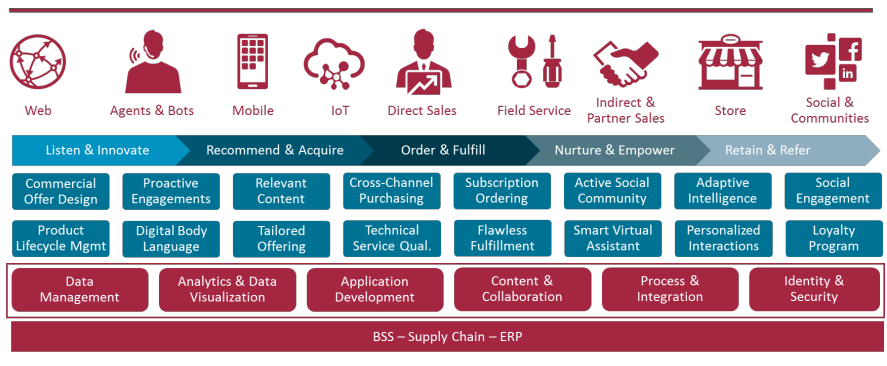 Web
Agents & Bots
Mobile
IoT
Direct Sales
Field Service
Indirect &
Partner Sales
Store
Social &
Communities
Listen & Innovate
Recommend & Acquire
Order & Fulfill
Nurture & Empower
Retain & Refer
Commercial
Offer Design
Proactive
Engagements
Relevant
Content
Cross-Channel
Purchasing
Subscription
Ordering
Active Social
Community
Adaptive
Intelligence
Social
Engagement
Product
Lifecycle Mgmt
Digital Body
Language
Tailored
Offering
Technical
Service Qual.
Flawless
Fulfillment
Smart Virtual
Assistant
Personalized
Interactions
Loyalty
Program
Data
Management
Analytics & Data
Visualization
Application
Development
Content &
Collaboration
Process &
Integration
Identity &
Security
BSS – Supply Chain – ERP